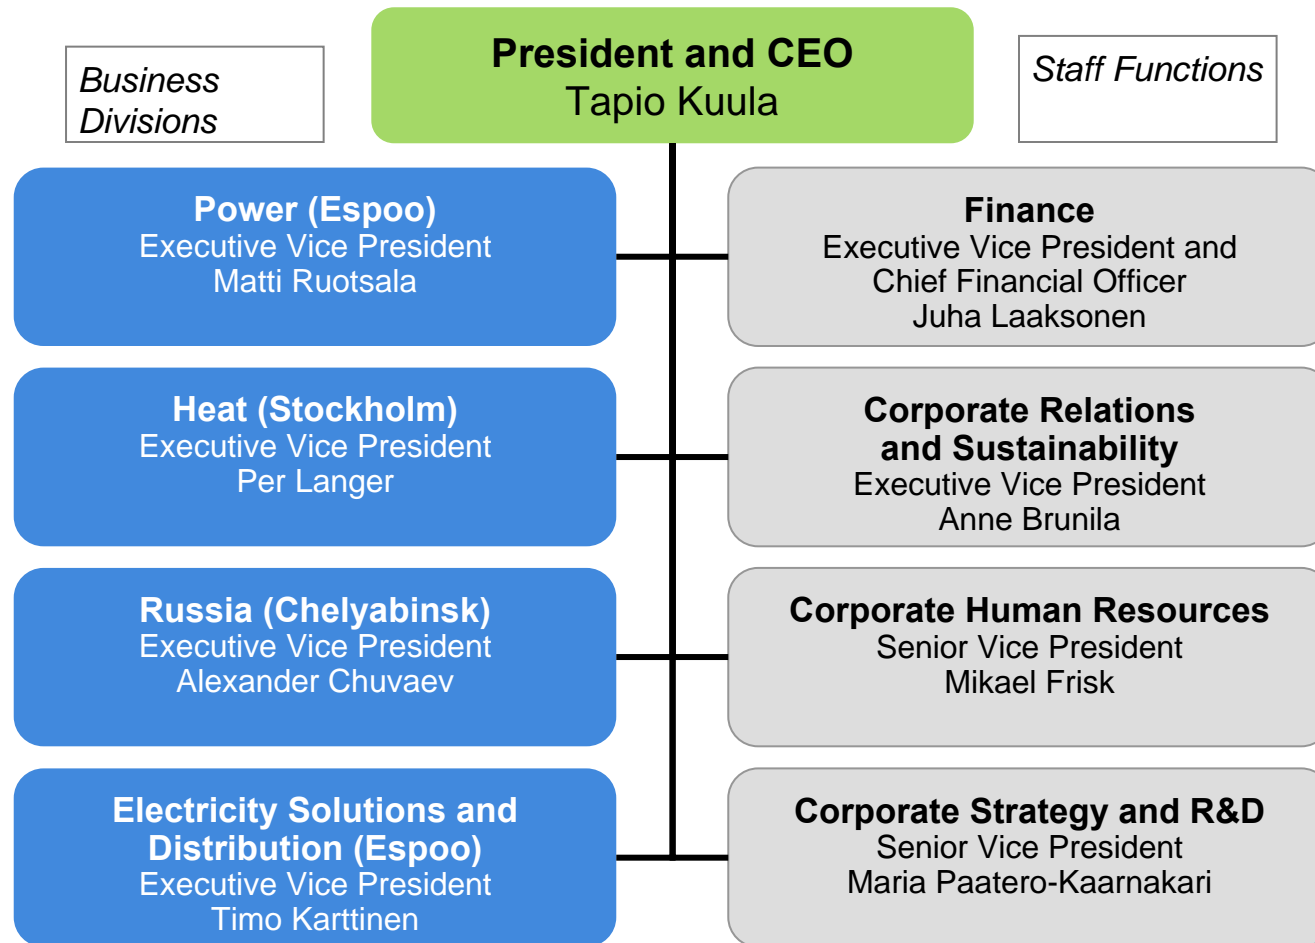 Business
Divisions
President and CEO
Tapio Kuula
Staff Functions
Power (Espoo)
Executive Vice President
Matti Ruotsala
Heat (Stockholm)
Executive Vice President
Per Langer
Russia (Chelyabinsk)
Executive Vice President
Alexander Chuvaev
Electricity Solutions and
Distribution (Espoo)
Executive Vice President
Timo Karttinen
Finance
Executive Vice President and
Chief Financial Officer
Juha Laaksonen
Corporate Relations
and Sustainability
Executive Vice President
Anne Brunila
Corporate Human Resources
Senior Vice President
Mikael Frisk
Corporate Strategy and R&D
Senior Vice President
Maria Paatero-Kaarnakari